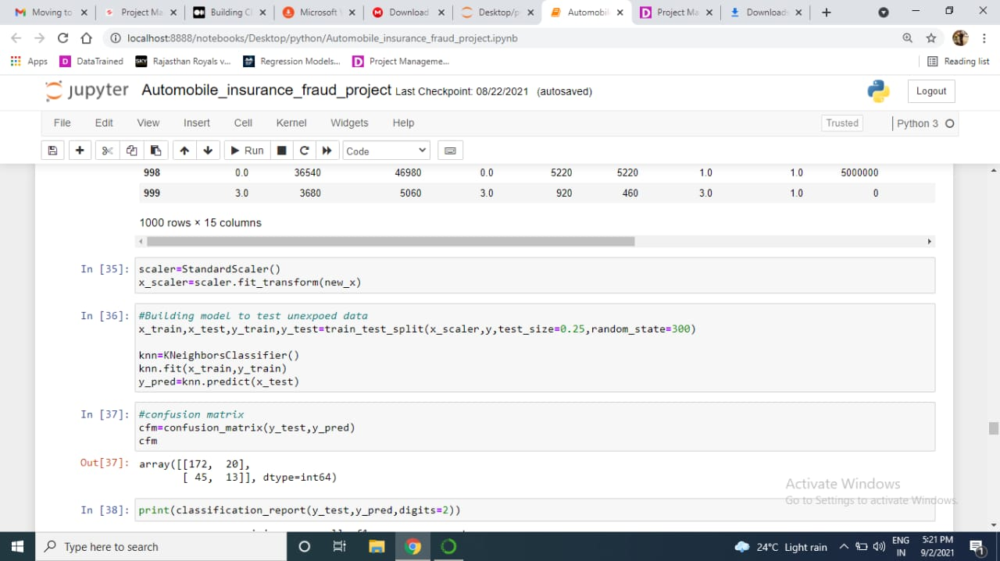 Moving to
Project Ma
Building C
Microsoft
Download
Desktop/p
Automobil
Project Ma
Downloads
localhost:8888/notebooks/Desktop/python/Automobile_insurance_fraud_project.ipynb
Apps
DataTrained
SKY
Rajasthan Royals v...
Regression Models...
Project Manageme...
Reading list
jupyter
Automobile_insurance_fraud_project Last Checkpoint: 08/22/2021 (autosaved)
Logout
File Edit View Insert Cell Kernel Widgets Help
Trusted
Python 3
Run
Code
998 0.0 36540 46980 0.0 5220 5220 1.0 1.0 5000000
999 3.0 3680 5060 3.0 920 460 3.0 1.0 0
1000 rows × 15 columns
In [35]: scaler=StandardScaler()
x_scaler=scaler.fit_transform(new_x)
In [36]: #Building model to test unexpoed data
x_train,x_test,y_train,y_test=train_test_split(x_scaler,y,test_size=0.25,random_state=300)
knn=KNeighborsClassifier()
knn.fit(x_train,y_train)
y_pred=knn.predict(x_test)
In [37]: #confusion matrix
cfm=confusion_matrix(y_test,y_pred)
cfm
Out[37]: array([[172, 20],
[ 45, 13]], dtype=int64)
Activate Windows
Go to Settings to activate Windows.
In [38]: print(classification_report(y_test,y_pred,digits=2))
Type here to search
24°C Light rain
ENG
IN
5:21 PM
9/2/2021
1